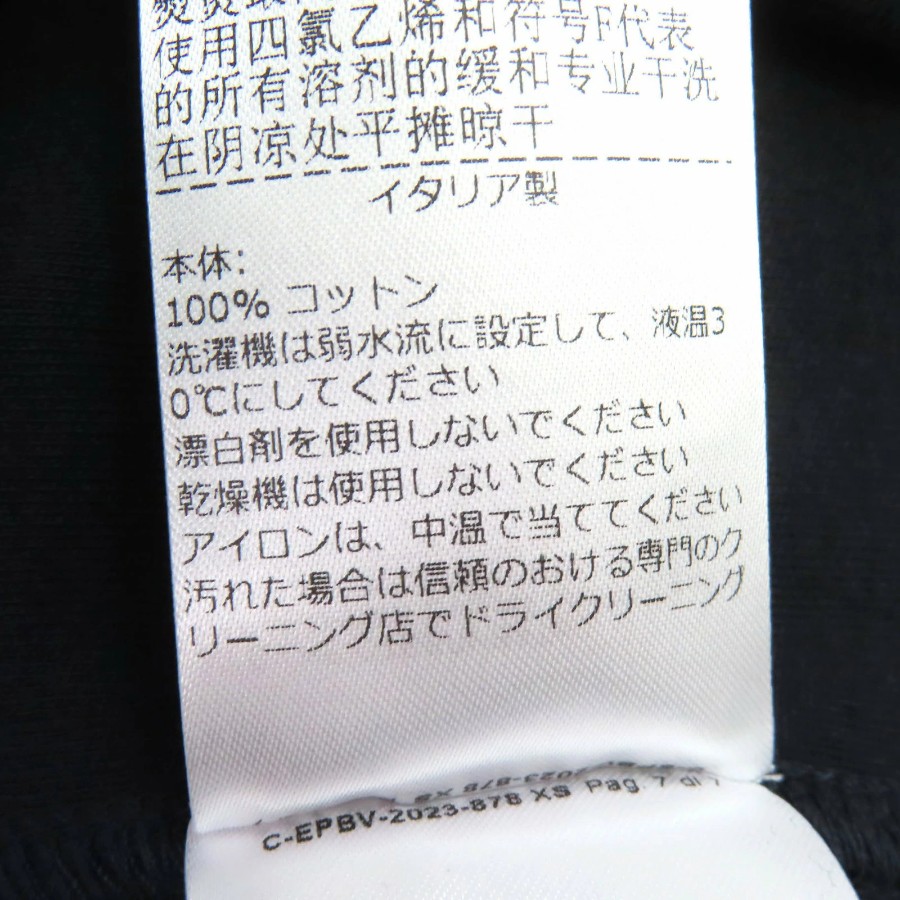 使用四氯乙烯和符号F代表
的所有溶剂的缓和专业干洗
在阴凉处平摊晾干
イタリア製
本体:
100% コットン
洗濯機は弱水流に設定して、液温3
0℃にしてください
漂白剤を使用しないでください
乾燥機は使用しないでください
アイロンは、中温で当ててください
汚れた場合は信頼のおける専門のク
リーニング店でドライクリーニング
C-EPBV-2023-878 XS Pag. 7 di 7